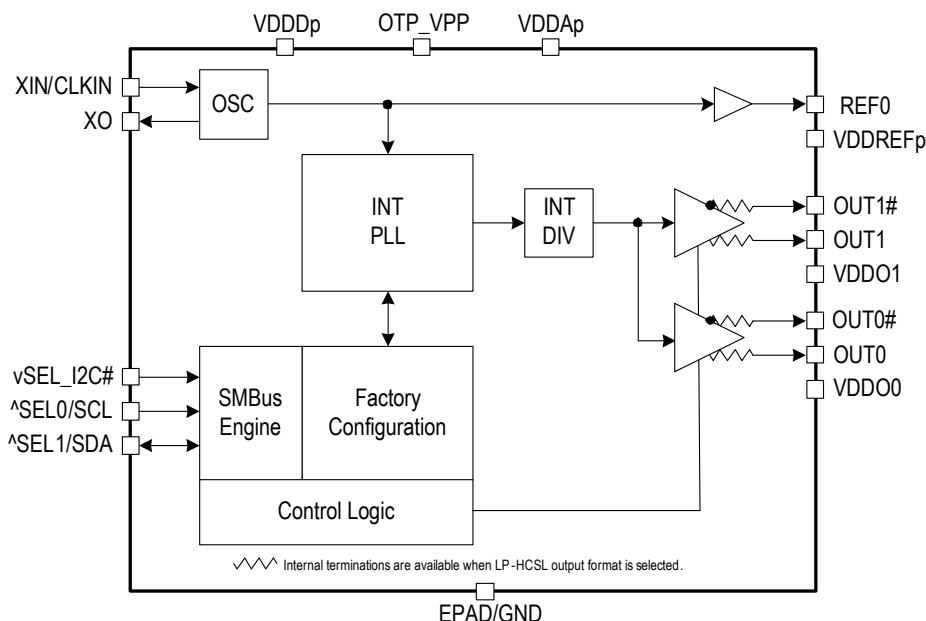 VDDDp
OTP_VPP
VDDAp
XIN/CLKIN
XO
OSC
REF0
VDDREFp
INT
PLL
INT
DIV
OUT1#
OUT1
VDDO1
OUT0#
OUT0
VDDO0
vSEL_I2C#
^SEL0/SCL
^SEL1/SDA
SMBus
Engine
Factory
Configuration
Control Logic
Internal terminations are available when LP-HCSL output format is selected.
EPAD/GND